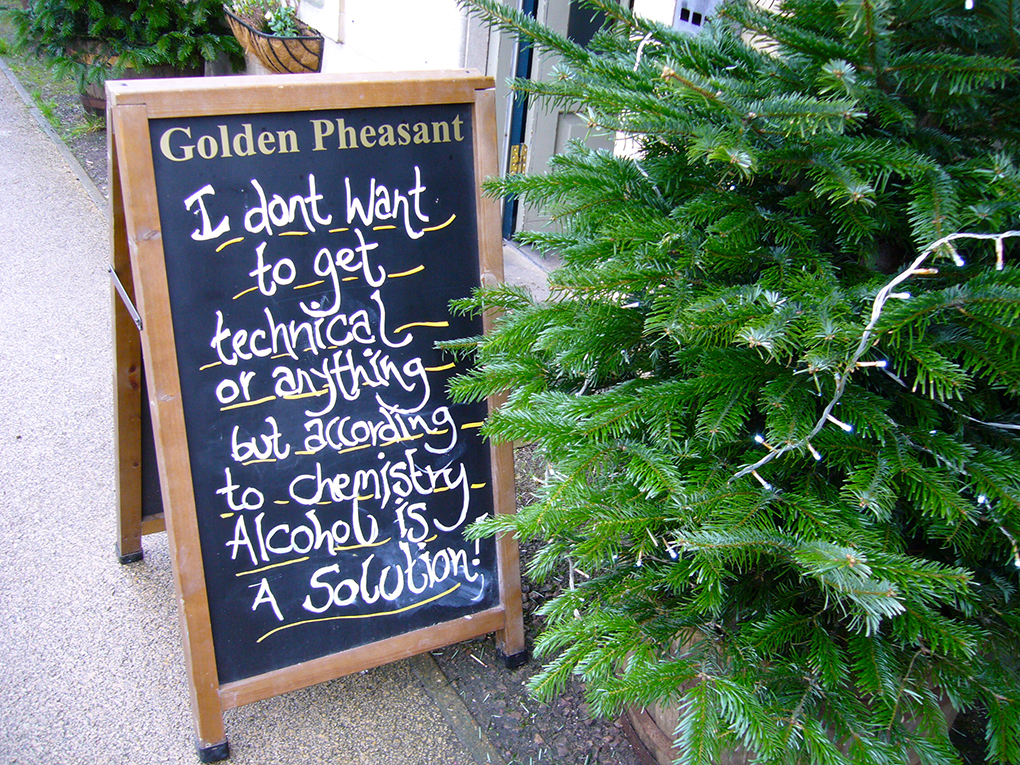 Golden Pheasant
I dont want
to get
technical
or anything
but according
to chemistry
Alcohol is
A Solution!